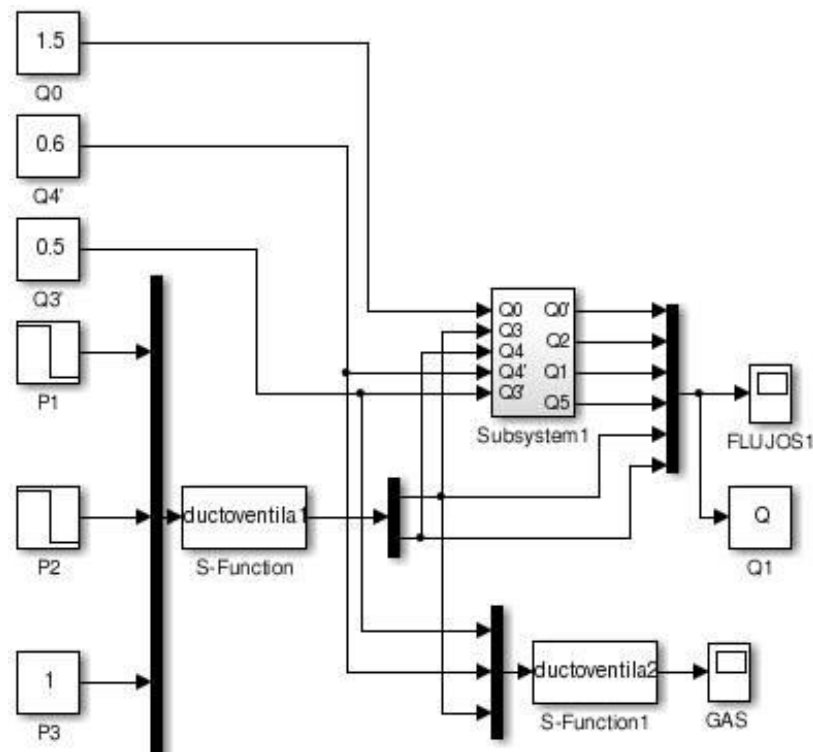 1.5
Q0
0.6
Q4'
0.5
Q3'
P1
P2
1
P3
ductoventila1
S-Function
Q0 Q0'
Q3
Q4 Q2
Q4' Q1
Q3' Q5
Subsystem1
FLUJOS1
Q
Q1
ductoventila2
S-Function1
GAS